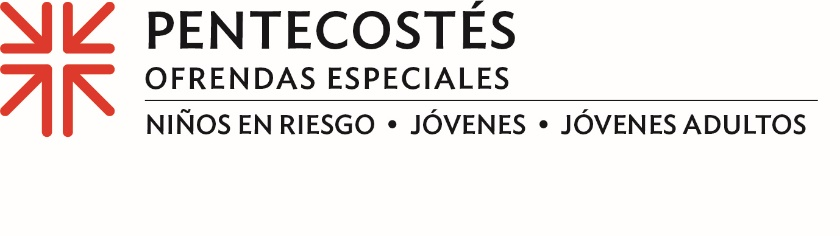 PENTECOSTÉS
OFRENDAS ESPECIALES
NIÑOS EN RIESGO • JÓVENES • JÓVENES ADULTOS